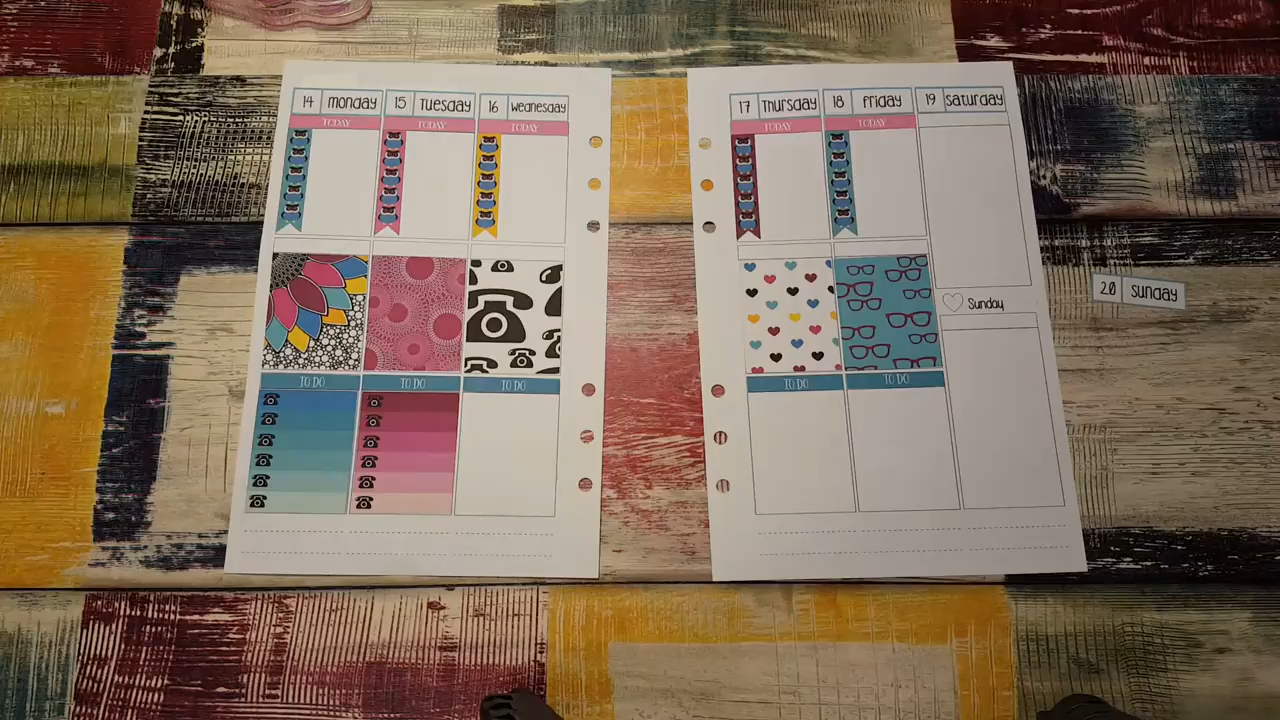 14 monday 15 Tuesday 16 wednesday
TODAY TODAY TODAY
TO DO TO DO TO DO
17 Thursday 18 friday 19 saturday
TODAY TODAY
Sunday
TO DO TO DO
20 sunday